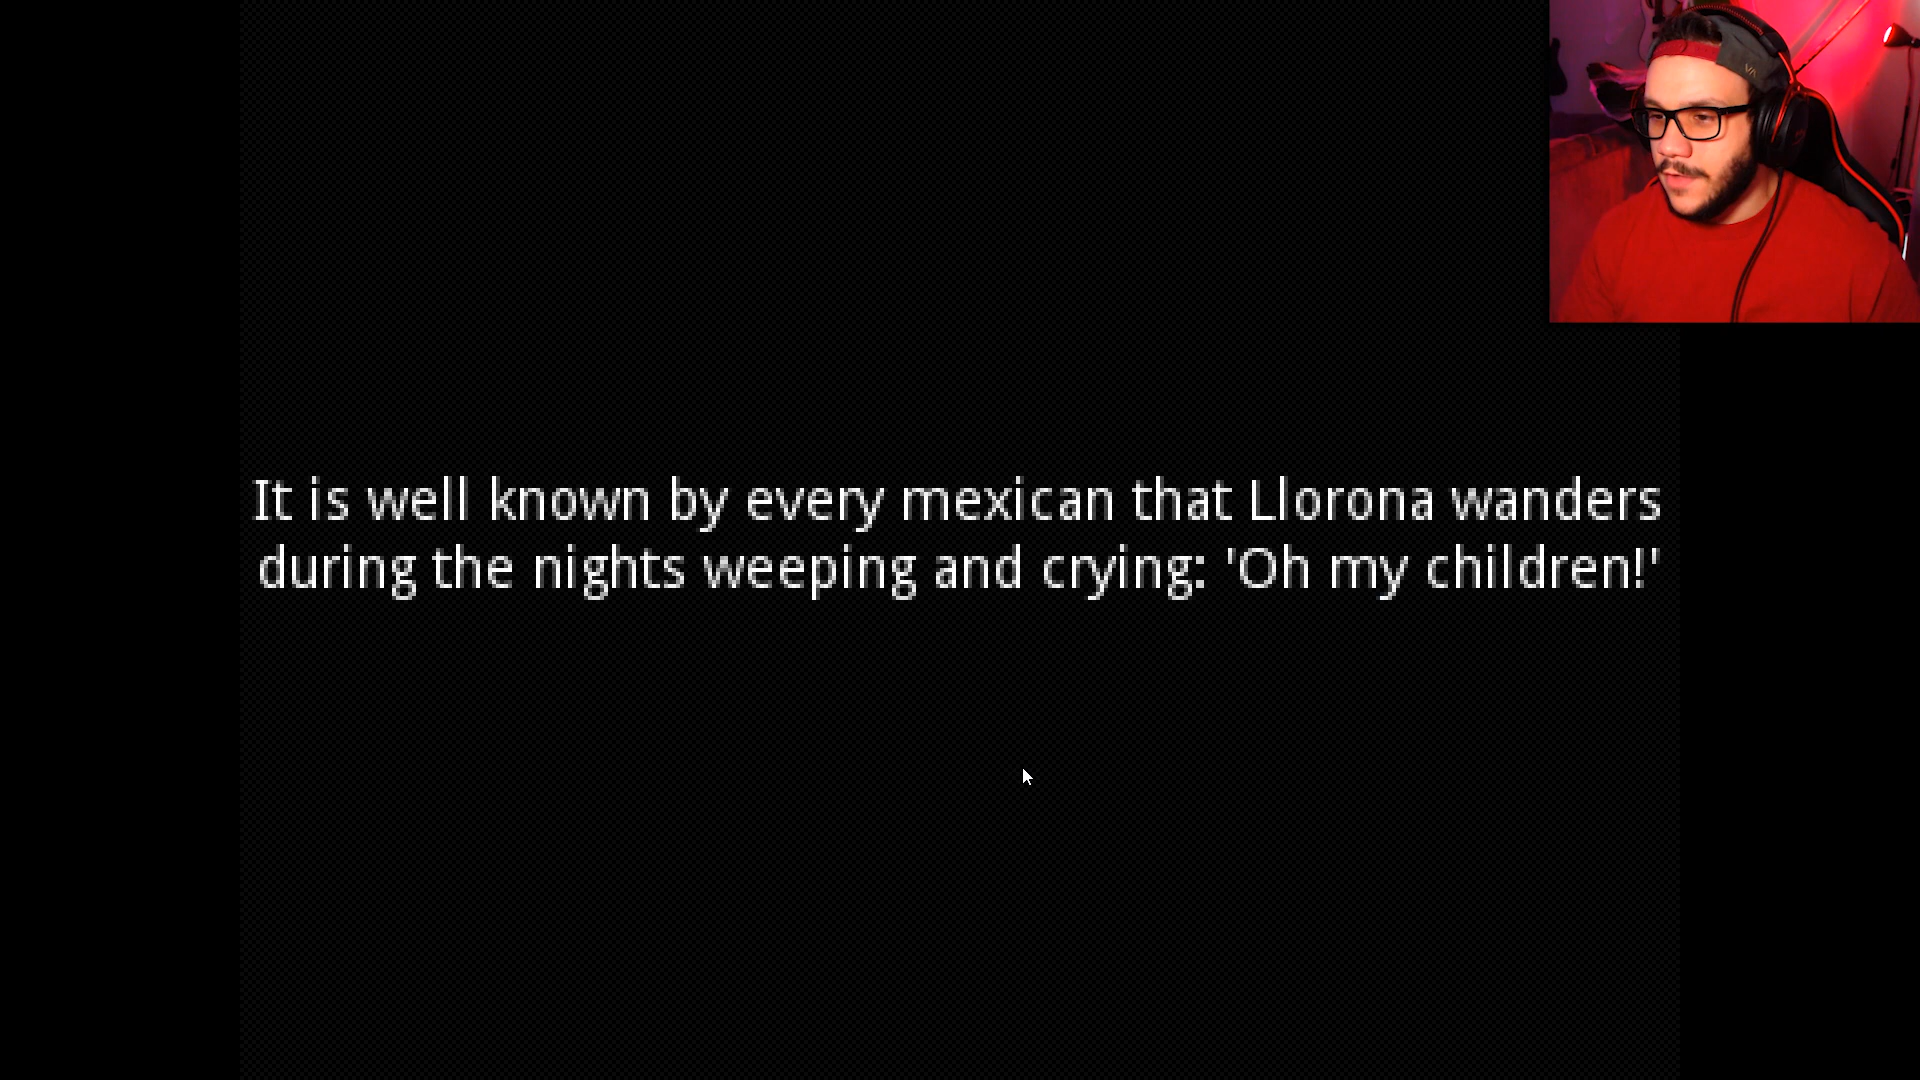 It is well known by every mexican that Llorona wanders
during the nights weeping and crying: 'Oh my children!'